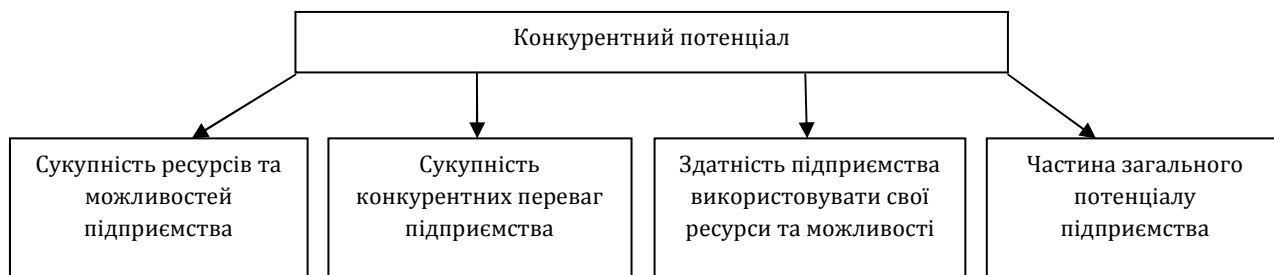 Конкурентний потенціал
Сукупність ресурсів та
можливостей
підприємства
Сукупність
конкурентних переваг
підприємства
Здатність підприємства
використовувати свої
ресурси та можливості
Частина загального
потенціалу
підприємства